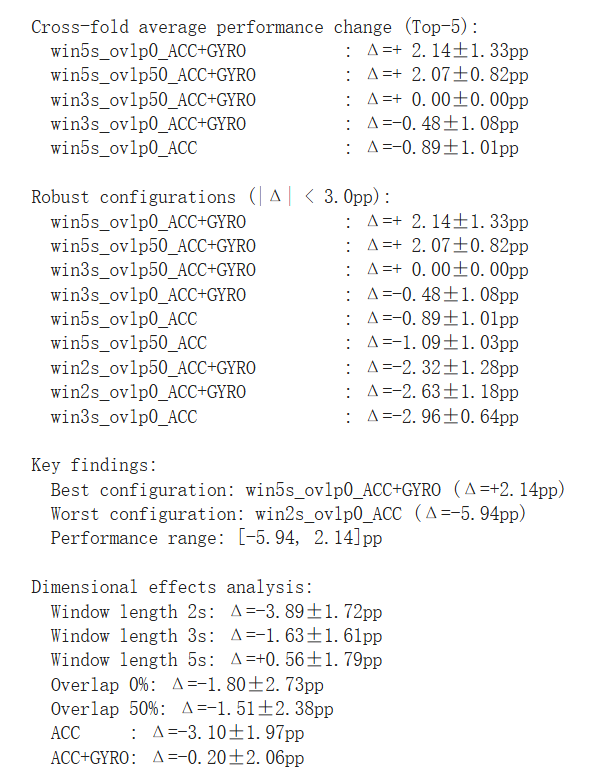 Cross-fold average performance change (Top-5):
win5s_ovlp0_ACC+GYRO : Δ=+ 2.14±1.33pp
win5s_ovlp50_ACC+GYRO : Δ=+ 2.07±0.82pp
win3s_ovlp50_ACC+GYRO : Δ=+ 0.00±0.00pp
win3s_ovlp0_ACC+GYRO : Δ=-0.48±1.08pp
win5s_ovlp0_ACC : Δ=-0.89±1.01pp
Robust configurations (|Δ| < 3.0pp):
win5s_ovlp0_ACC+GYRO : Δ=+ 2.14±1.33pp
win5s_ovlp50_ACC+GYRO : Δ=+ 2.07±0.82pp
win3s_ovlp50_ACC+GYRO : Δ=+ 0.00±0.00pp
win3s_ovlp0_ACC+GYRO : Δ=-0.48±1.08pp
win5s_ovlp0_ACC : Δ=-0.89±1.01pp
win5s_ovlp50_ACC : Δ=-1.09±1.03pp
win2s_ovlp50_ACC+GYRO : Δ=-2.32±1.28pp
win2s_ovlp0_ACC+GYRO : Δ=-2.63±1.18pp
win3s_ovlp0_ACC : Δ=-2.96±0.64pp
Key findings:
Best configuration: win5s_ovlp0_ACC+GYRO (Δ=+2.14pp)
Worst configuration: win2s_ovlp0_ACC (Δ=-5.94pp)
Performance range: [-5.94, 2.14]pp
Dimensional effects analysis:
Window length 2s: Δ=-3.89±1.72pp
Window length 3s: Δ=-1.63±1.61pp
Window length 5s: Δ=+0.56±1.79pp
Overlap 0%: Δ=-1.80±2.73pp
Overlap 50%: Δ=-1.51±2.38pp
ACC : Δ=-3.10±1.97pp
ACC+GYRO: Δ=-0.20±2.06pp